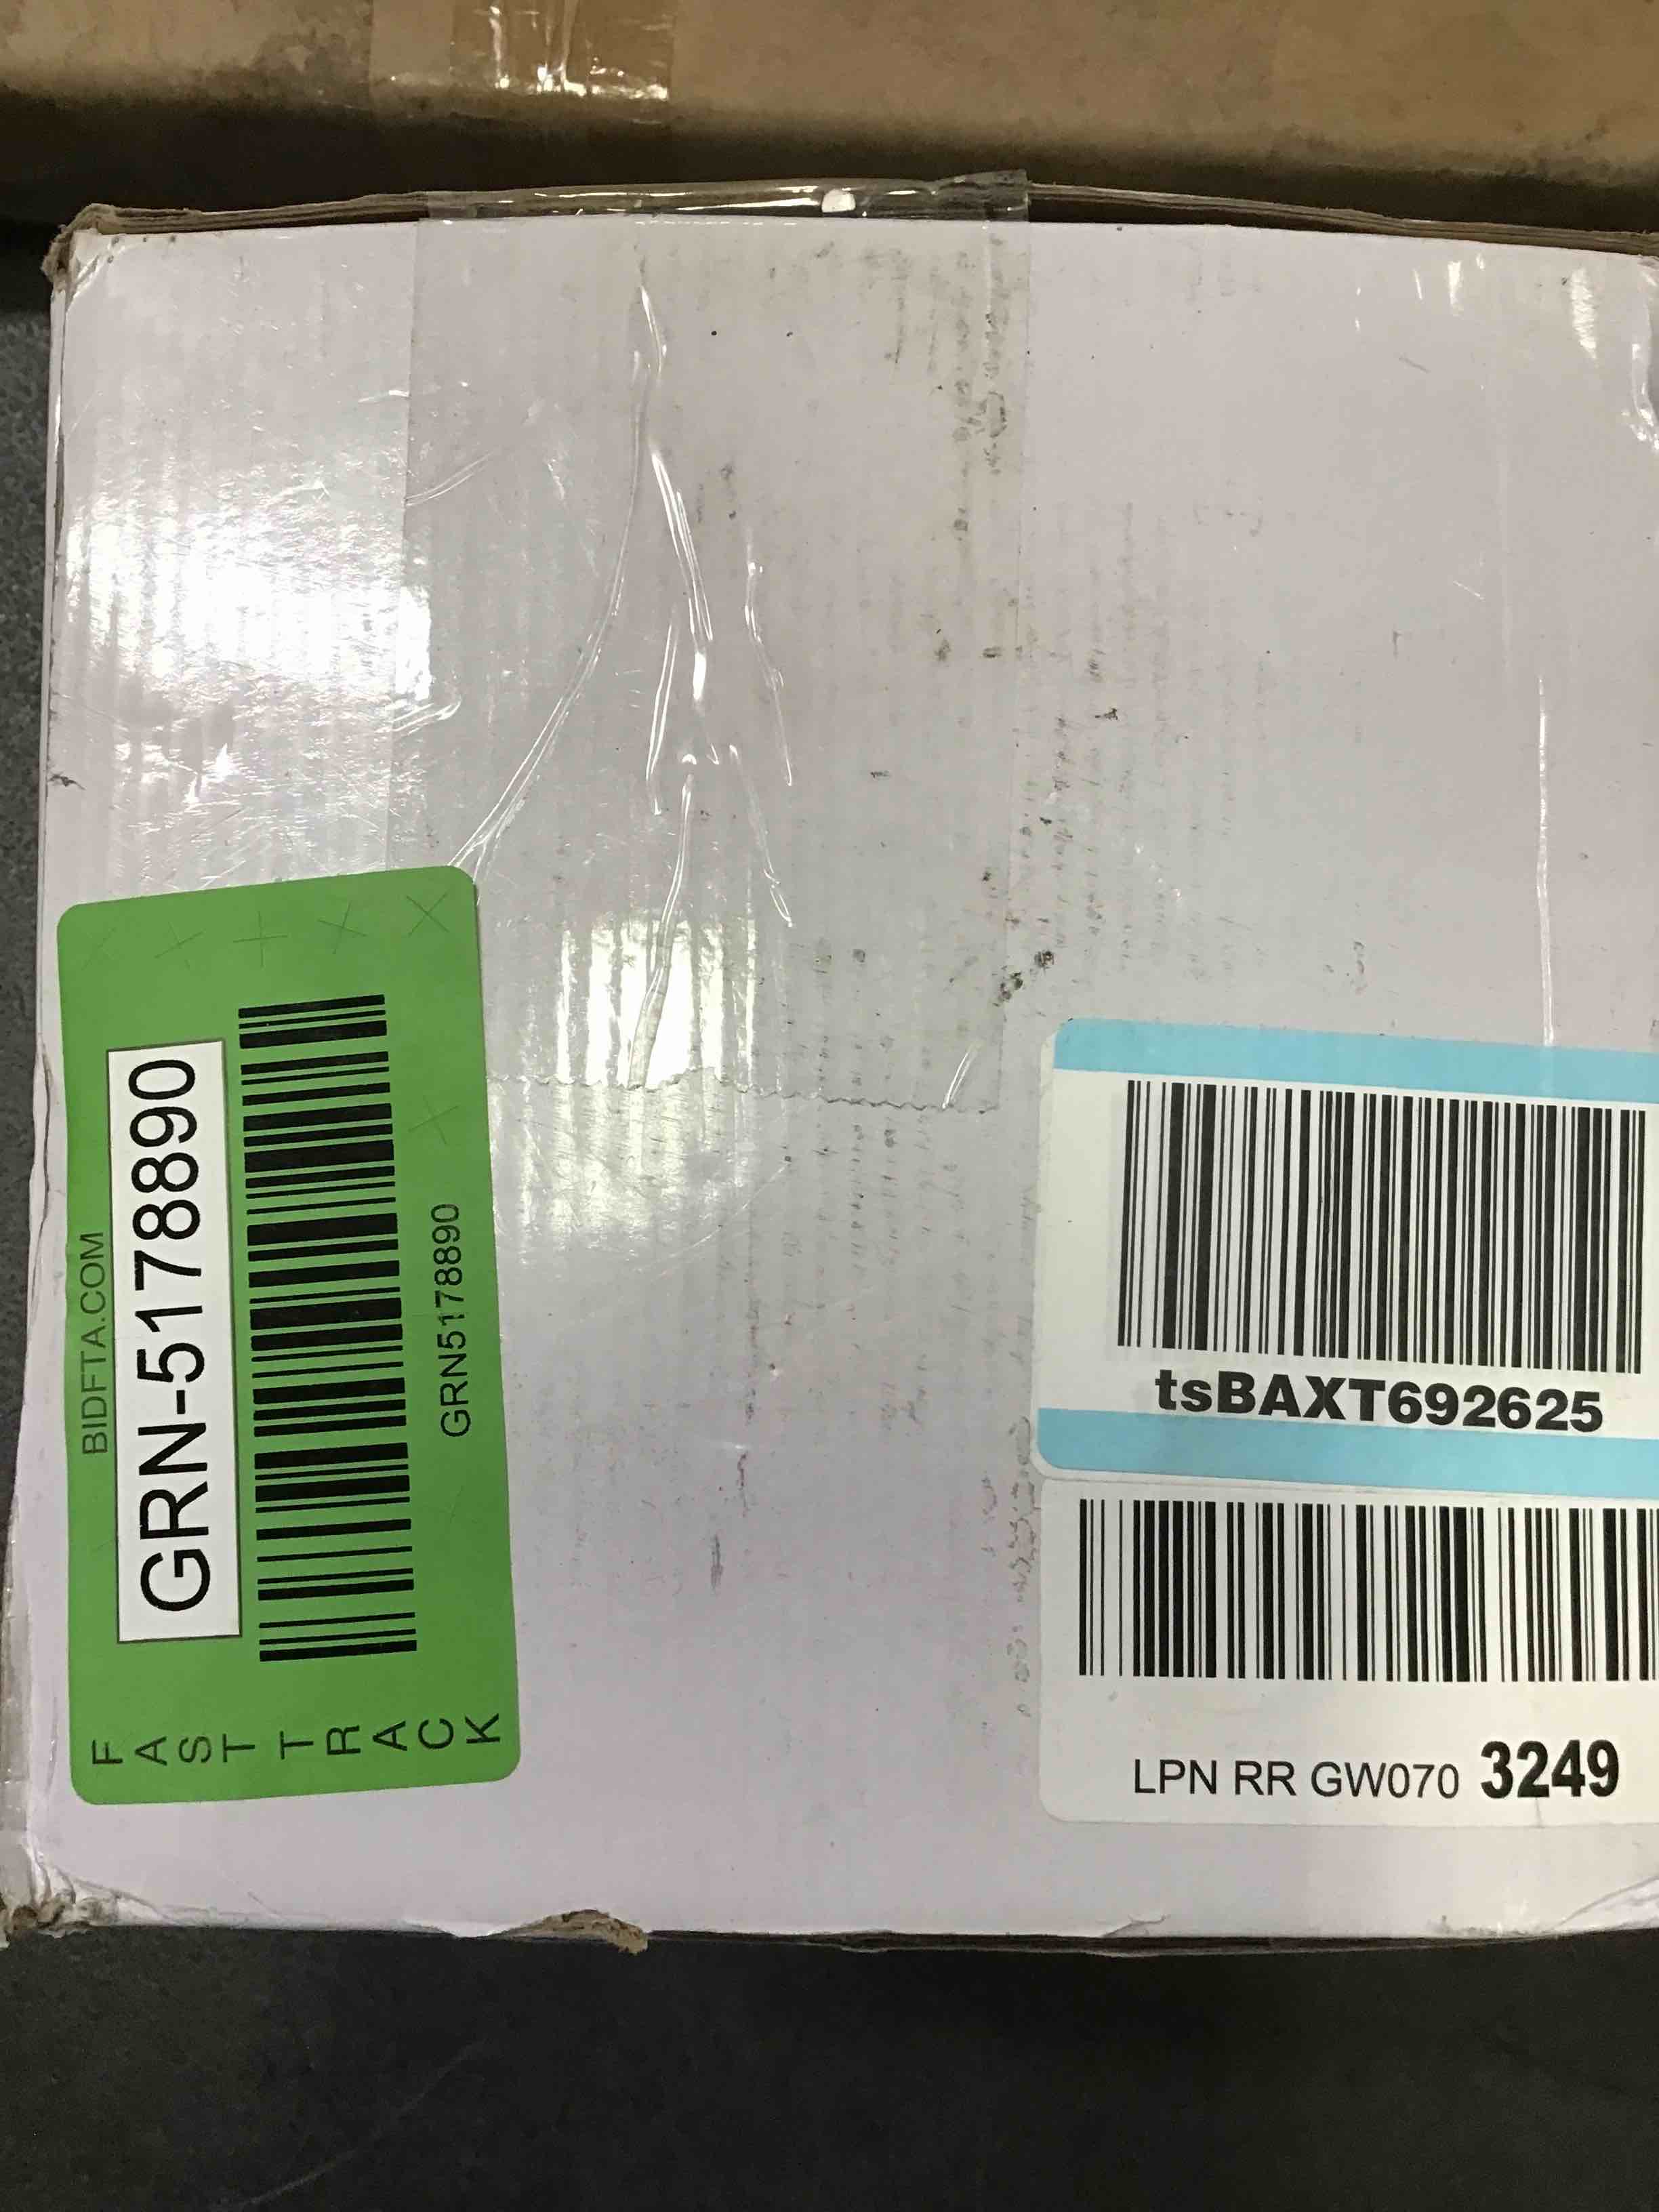 BIDFTA.COM
GRN-5178890
GRN5178890
FAST TRACK
tsBAXT692625
LPN RR GW070 3249